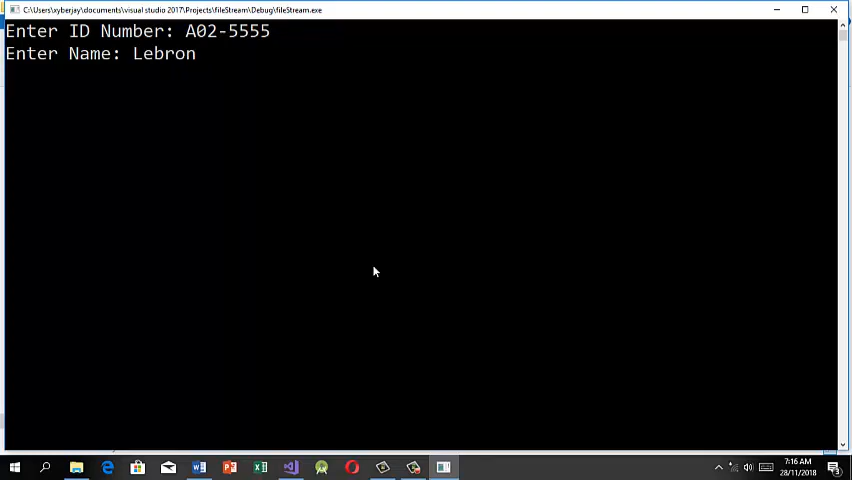 C:\Users\xyberjay\documents\visual studio 2017\Projects\fileStream\Debug\fileStream.exe
Enter ID Number: A02-5555
Enter Name: Lebron
7:16 AM
28/11/2018
3